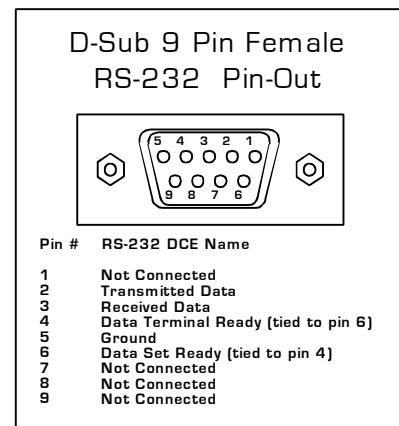 D-Sub 9 Pin Female
RS-232 Pin-Out
5 4 3 2 1
9 8 7 6
Pin # RS-232 DCE Name
1 Not Connected
2 Transmitted Data
3 Received Data
4 Data Terminal Ready (tied to pin 6)
5 Ground
6 Data Set Ready (tied to pin 4)
7 Not Connected
8 Not Connected
9 Not Connected